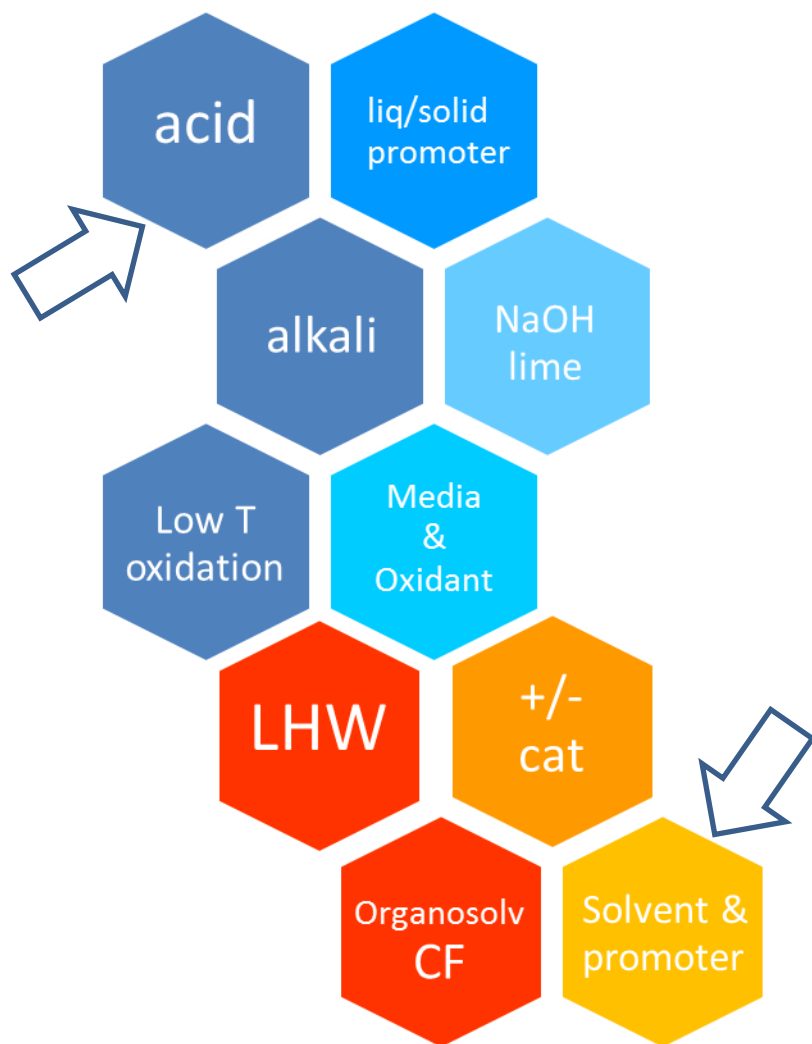 acid
liq/solid
promoter
alkali
NaOH
lime
Low T
oxidation
Media
&
Oxidant
LHW
+/-
cat
Organosolv
CF
Solvent &
promoter